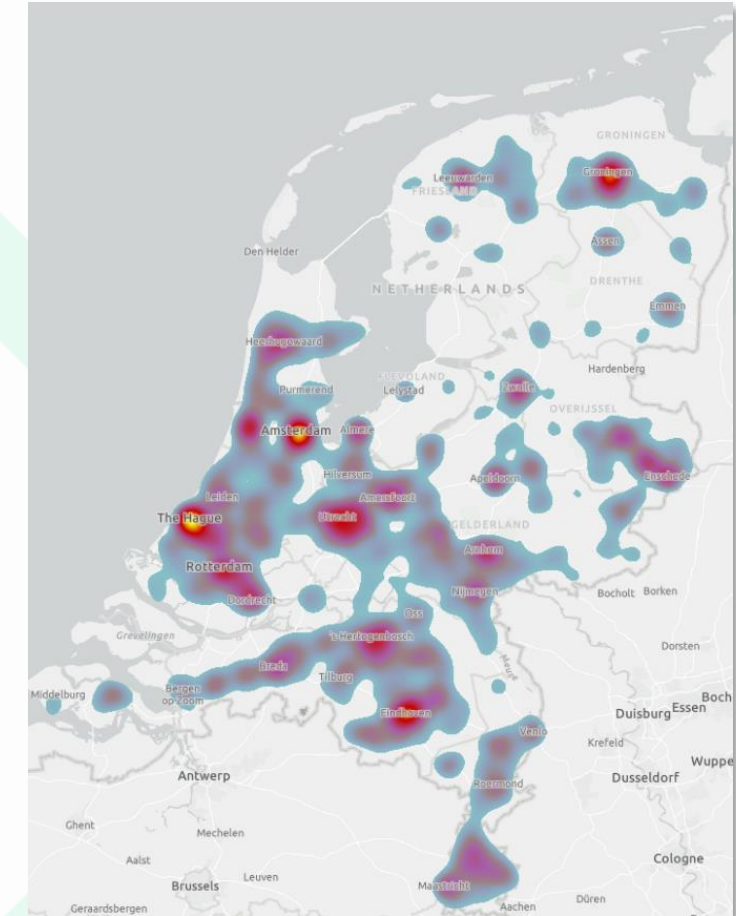 GRONINGEN
Leeuwarden
Groningen
FRIESLAND
Assen
Den Helder
DRENTHE
NETHERLANDS
Emmen
Heerhugowaard
Hardenberg
FLEVOLAND
Purmerend
Lelystad
Zwolle
OVERIJSSEL
Amsterdam
Almere
Hilversum
Apeldoorn
Enschede
Leiden
Amersfoort
The Hague
Utrecht
GELDERLAND
Arnhem
Rotterdam
Nijmegen
Bocholt
Borken
Dordrecht
Oss
Grevelingen
's-Hertogenbosch
Dorsten
Breda
Meuse
Tilburg
Middelburg
Bergen
op Zoom
Essen
Boch
Duisburg
Eindhoven
Venlo
Krefeld
Wuppe
Antwerp
Roermond
Dusseldorf
Ghent
Mechelen
Aalst
Cologne
Leuven
Brussels
Maastricht
Düren
Aachen
Geraardsbergen